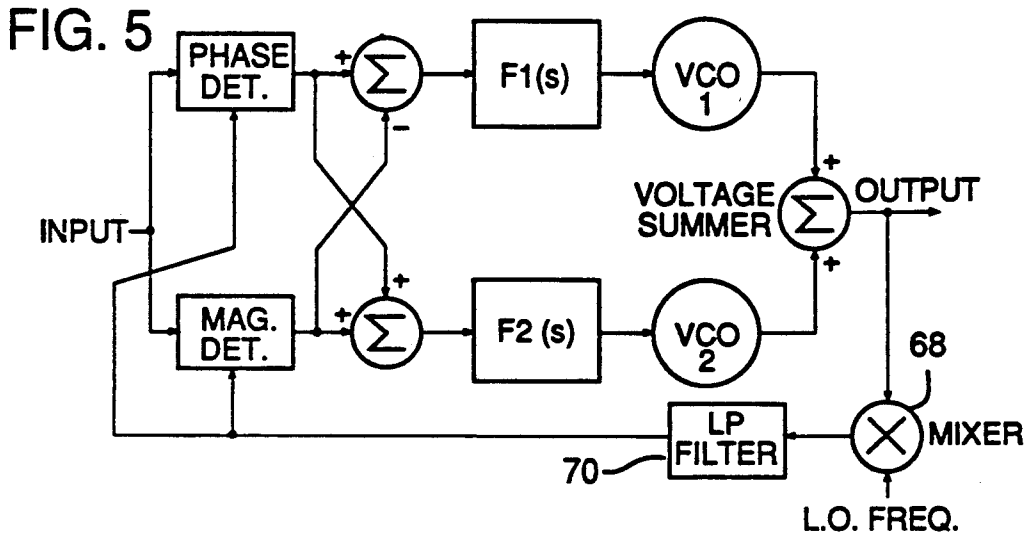 FIG. 5
PHASE
DET.
+
Σ
−
F1(s)
VCO
1
+
VOLTAGE
SUMMER
Σ
OUTPUT
+
INPUT
MAG.
DET.
+
+
Σ
F2 (s)
VCO
2
68
MIXER
LP
FILTER
70
L.O. FREQ.